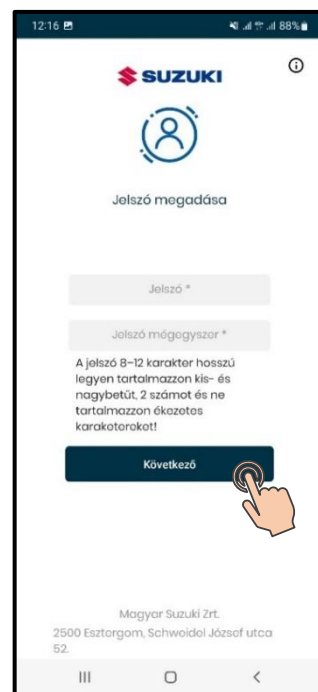 12:16 88%
SUZUKI
Jelszó megadása
Jelszó *
Jelszó mégegyszer *
A jelszó 8-12 karakter hosszú
legyen tartalmazzon kis- és
nagybetűt, 2 számot és ne
tartalmazzon ékezetes
karaktereket!
Következő
Magyar Suzuki Zrt.
2500 Esztergom, Schweidel József utca
52.